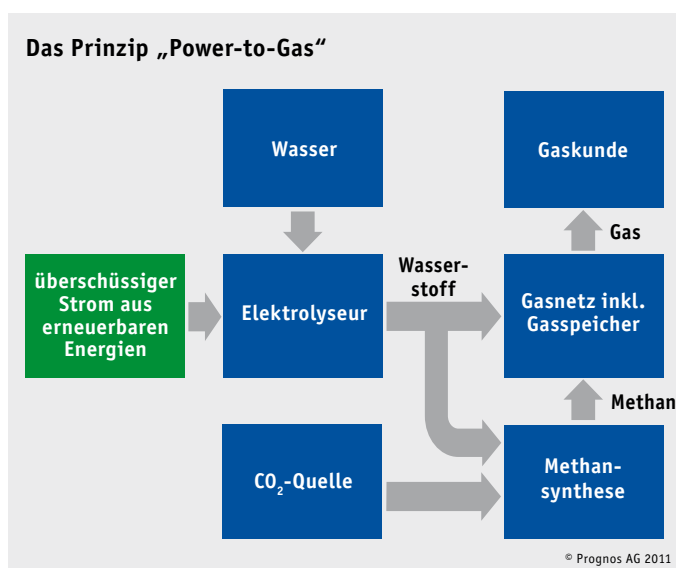 Das Prinzip „Power-to-Gas“
Wasser
Gaskunde
Gas
überschüssiger
Strom aus
erneuerbaren
Energien
Elektrolyseur
Wasser-
stoff
Gasnetz inkl.
Gasspeicher
Methan
CO₂-Quelle
Methan-
synthese
© Prognos AG 2011